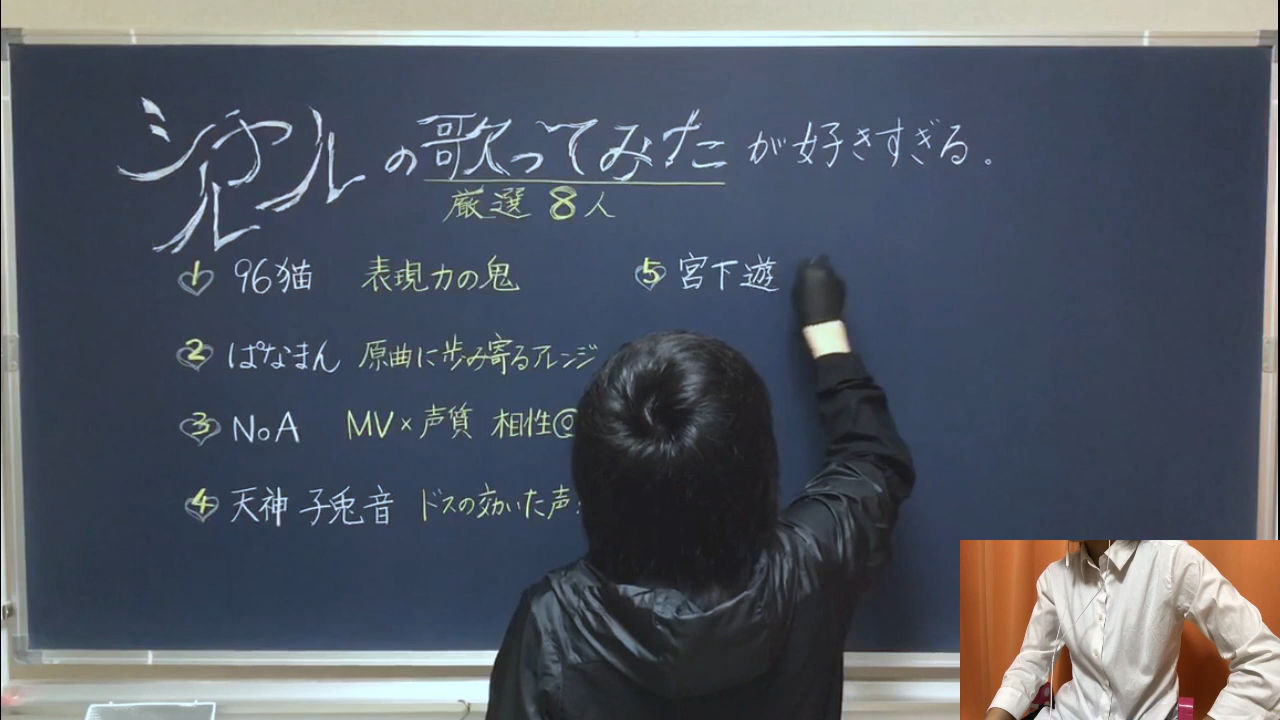 シャルルの歌ってみたが好きすぎる。
厳選 8人
1 96猫 表現力の鬼
2 ぱなまん 原曲に歩み寄るアレンジ
3 NoA MV×声質 相性◎
4 天神 子兎音 ドスの効いた声
5 宮下遊